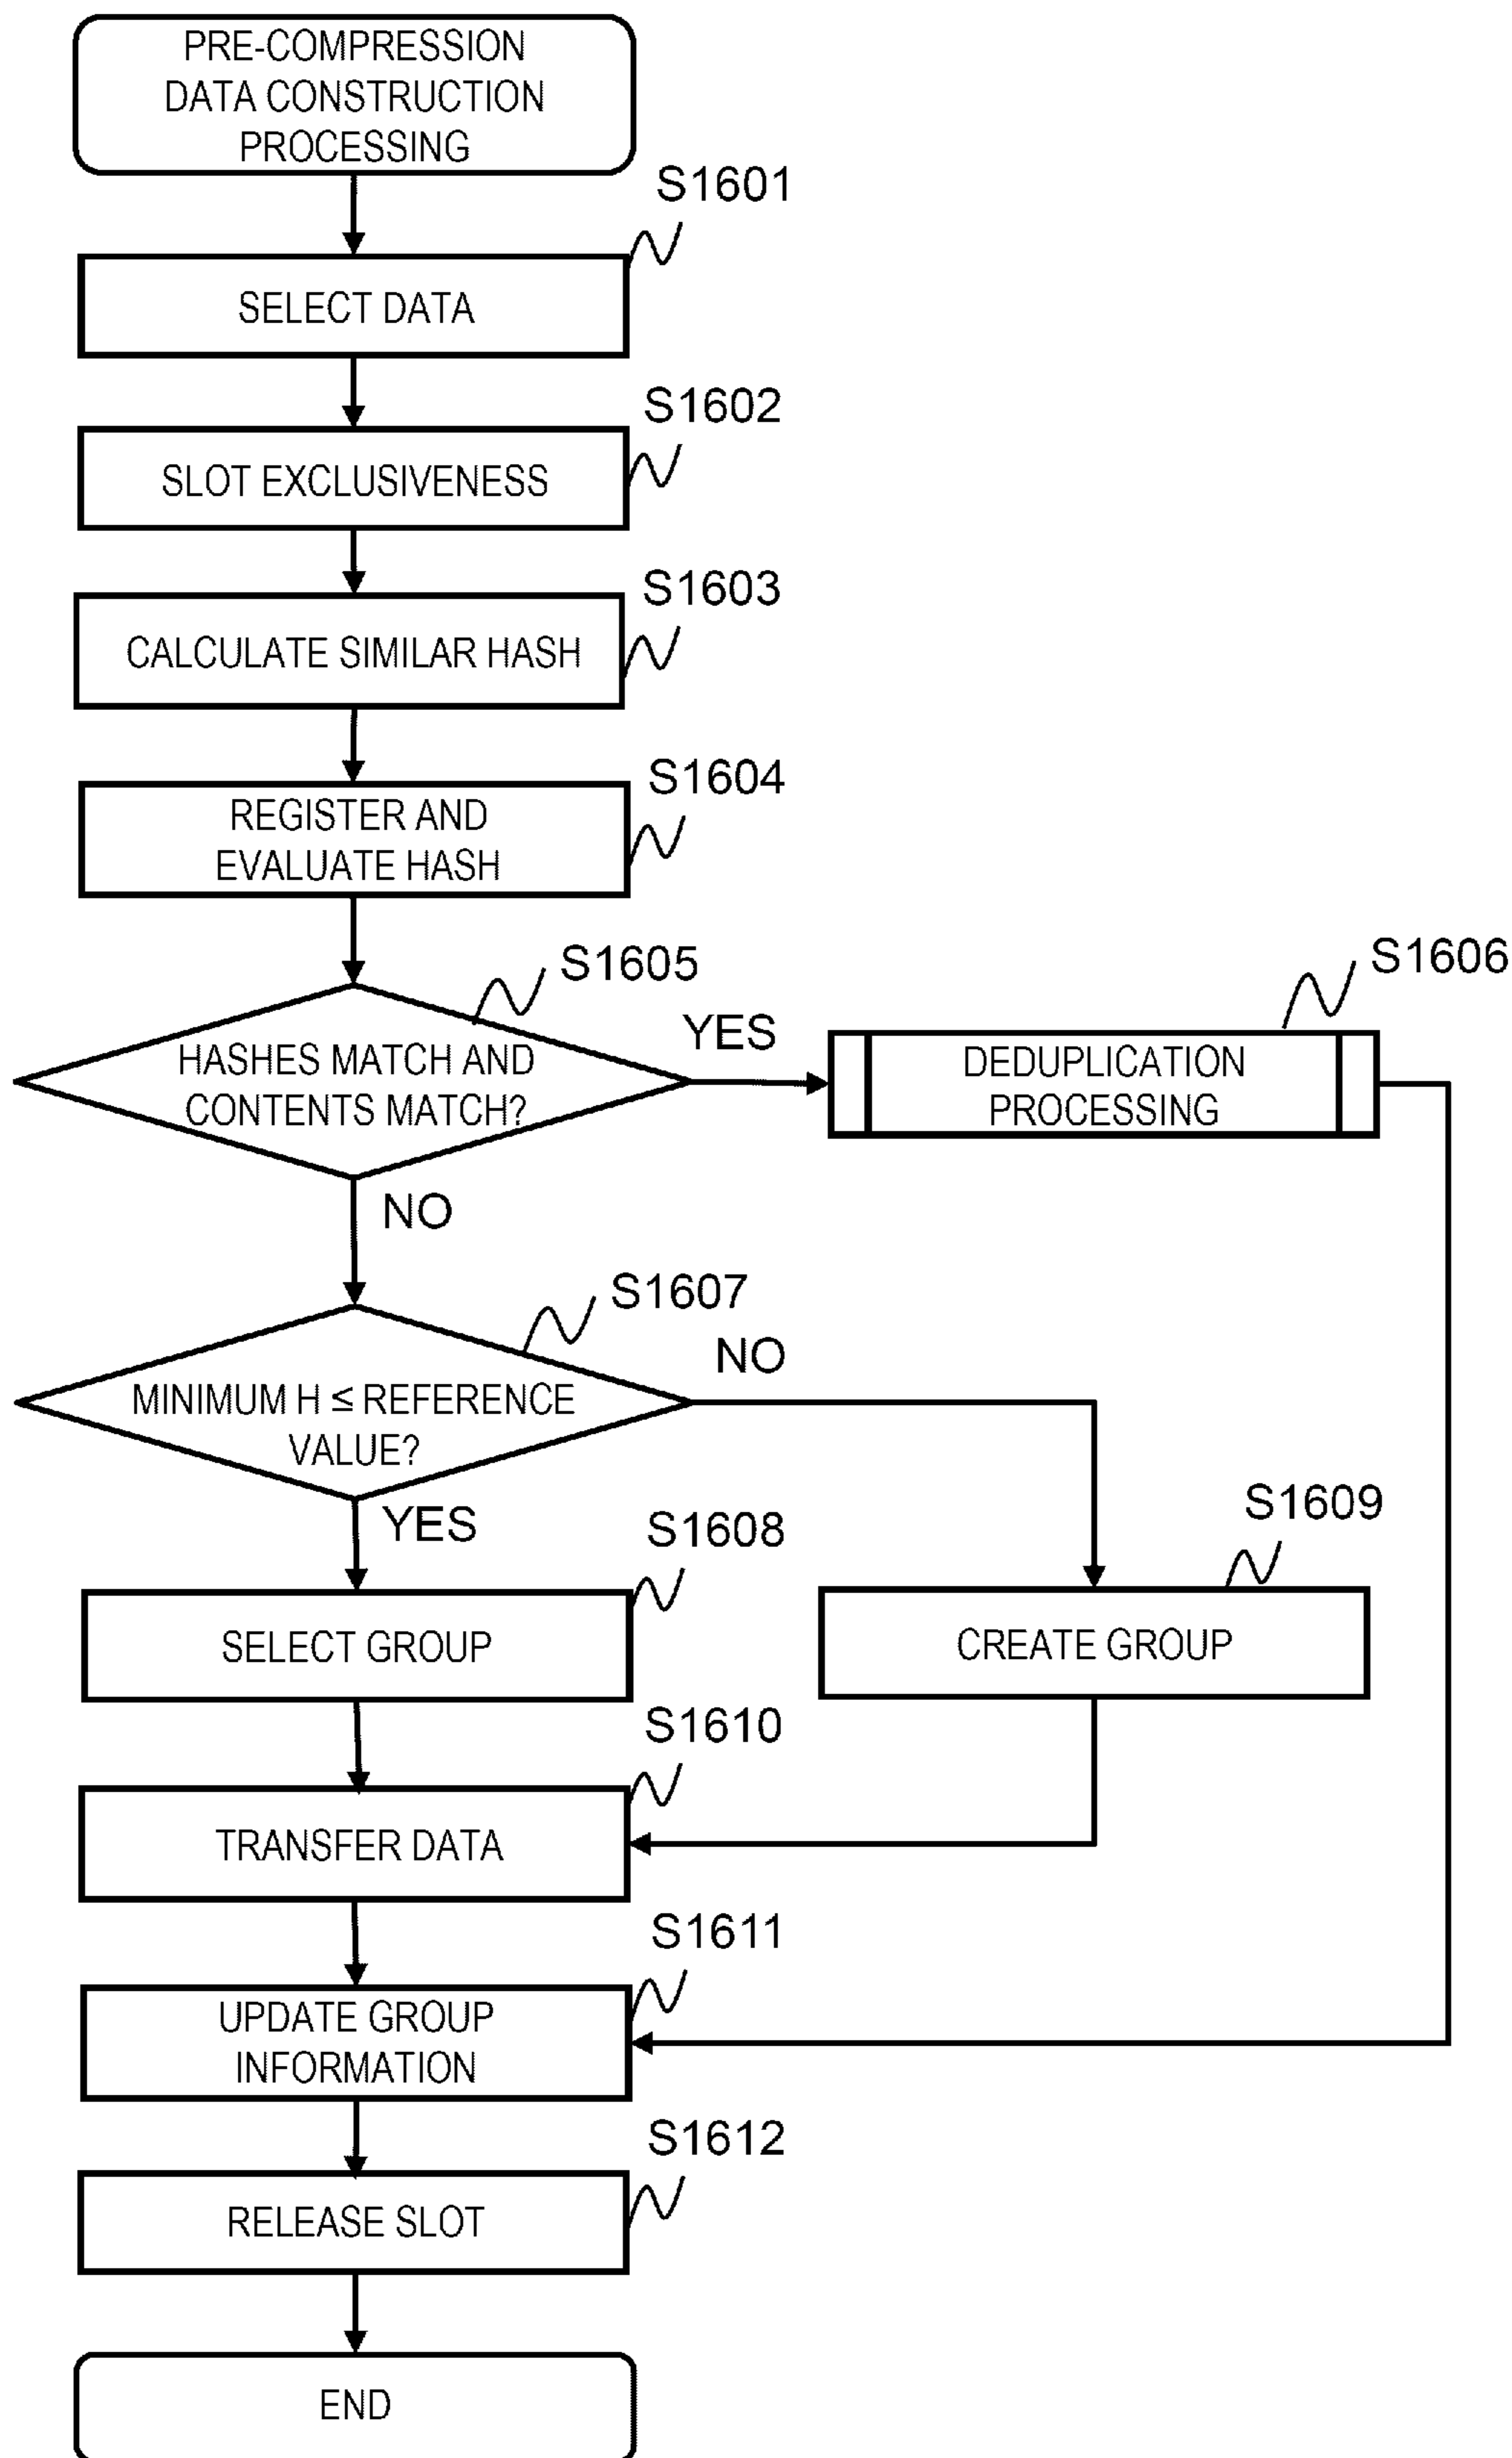 PRE-COMPRESSION
DATA CONSTRUCTION
PROCESSING
S1601
SELECT DATA
S1602
SLOT EXCLUSIVENESS
S1603
CALCULATE SIMILAR HASH
S1604
REGISTER AND
EVALUATE HASH
S1605
HASHES MATCH AND
CONTENTS MATCH?
YES
S1606
DEDUPLICATION
PROCESSING
NO
S1607
MINIMUM H ≤ REFERENCE
VALUE?
NO
YES
S1608
SELECT GROUP
S1609
CREATE GROUP
S1610
TRANSFER DATA
S1611
UPDATE GROUP
INFORMATION
S1612
RELEASE SLOT
END